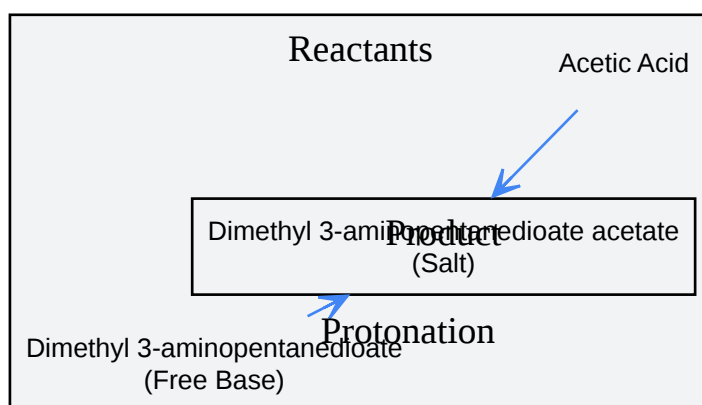 Reactants
Acetic Acid
Dimethyl 3-aminopentanedioate acetate
Product
(Salt)
Protonation
Dimethyl 3-aminopentanedioate
(Free Base)